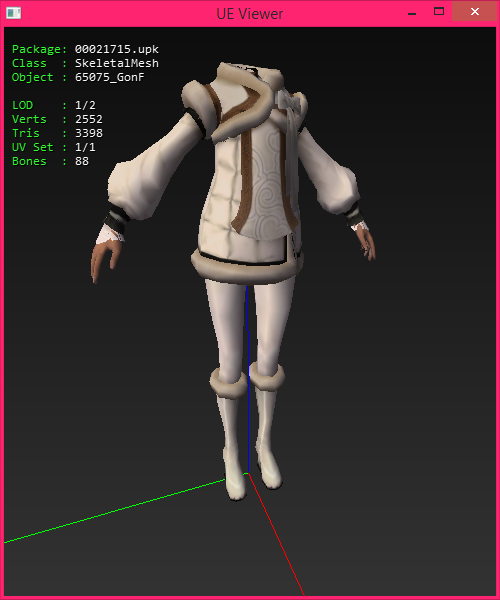 UE Viewer
Package: 00021715.upk
Class  : SkeletalMesh
Object : 65075_GonF
LOD    : 1/2
Verts  : 2552
Tris   : 3398
UV Set : 1/1
Bones  : 88